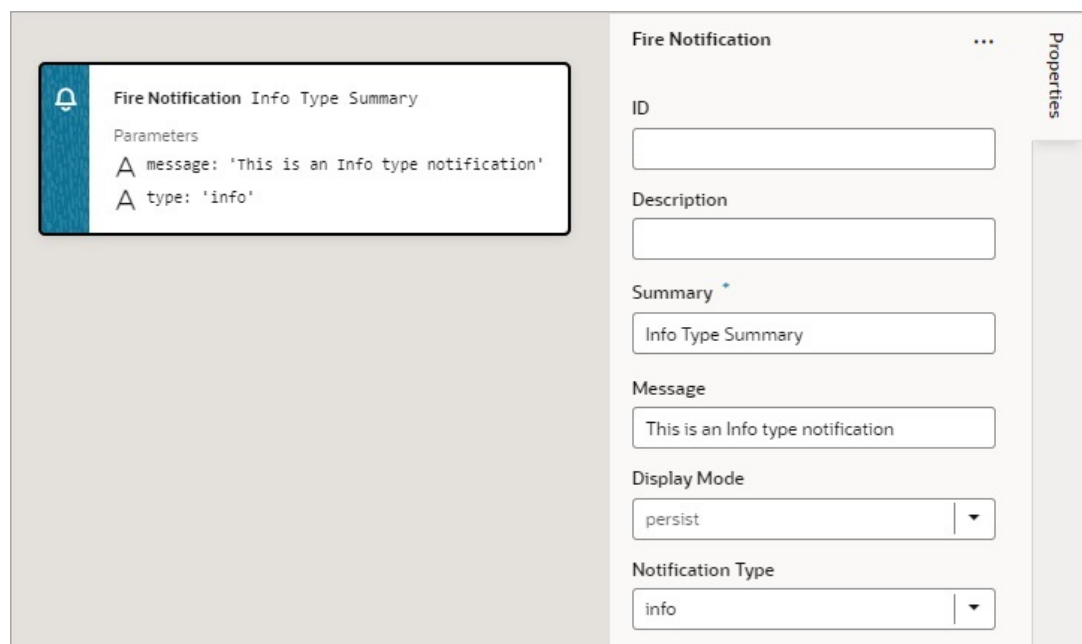 Fire Notification Info Type Summary
Parameters
A message: 'This is an Info type notification'
A type: 'info'
Fire Notification
...
Properties
ID
Description
Summary *
Info Type Summary
Message
This is an Info type notification
Display Mode
persist
Notification Type
info